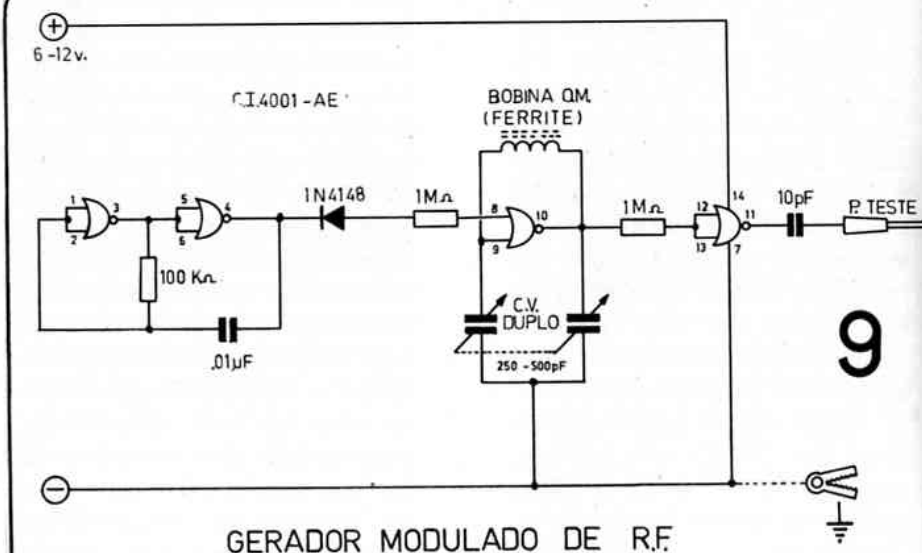 6-12v.
C.I.4001-AE
BOBINA OM.
(FERRITE)
1N4148
1MΩ
1MΩ
10pF
P. TESTE
1
2
3
5
6
4
8
9
10
12
13
14
11
7
100 KΩ
.01µF
C.V.
DUPLO
250-500pF
9
GERADOR MODULADO DE R.F.